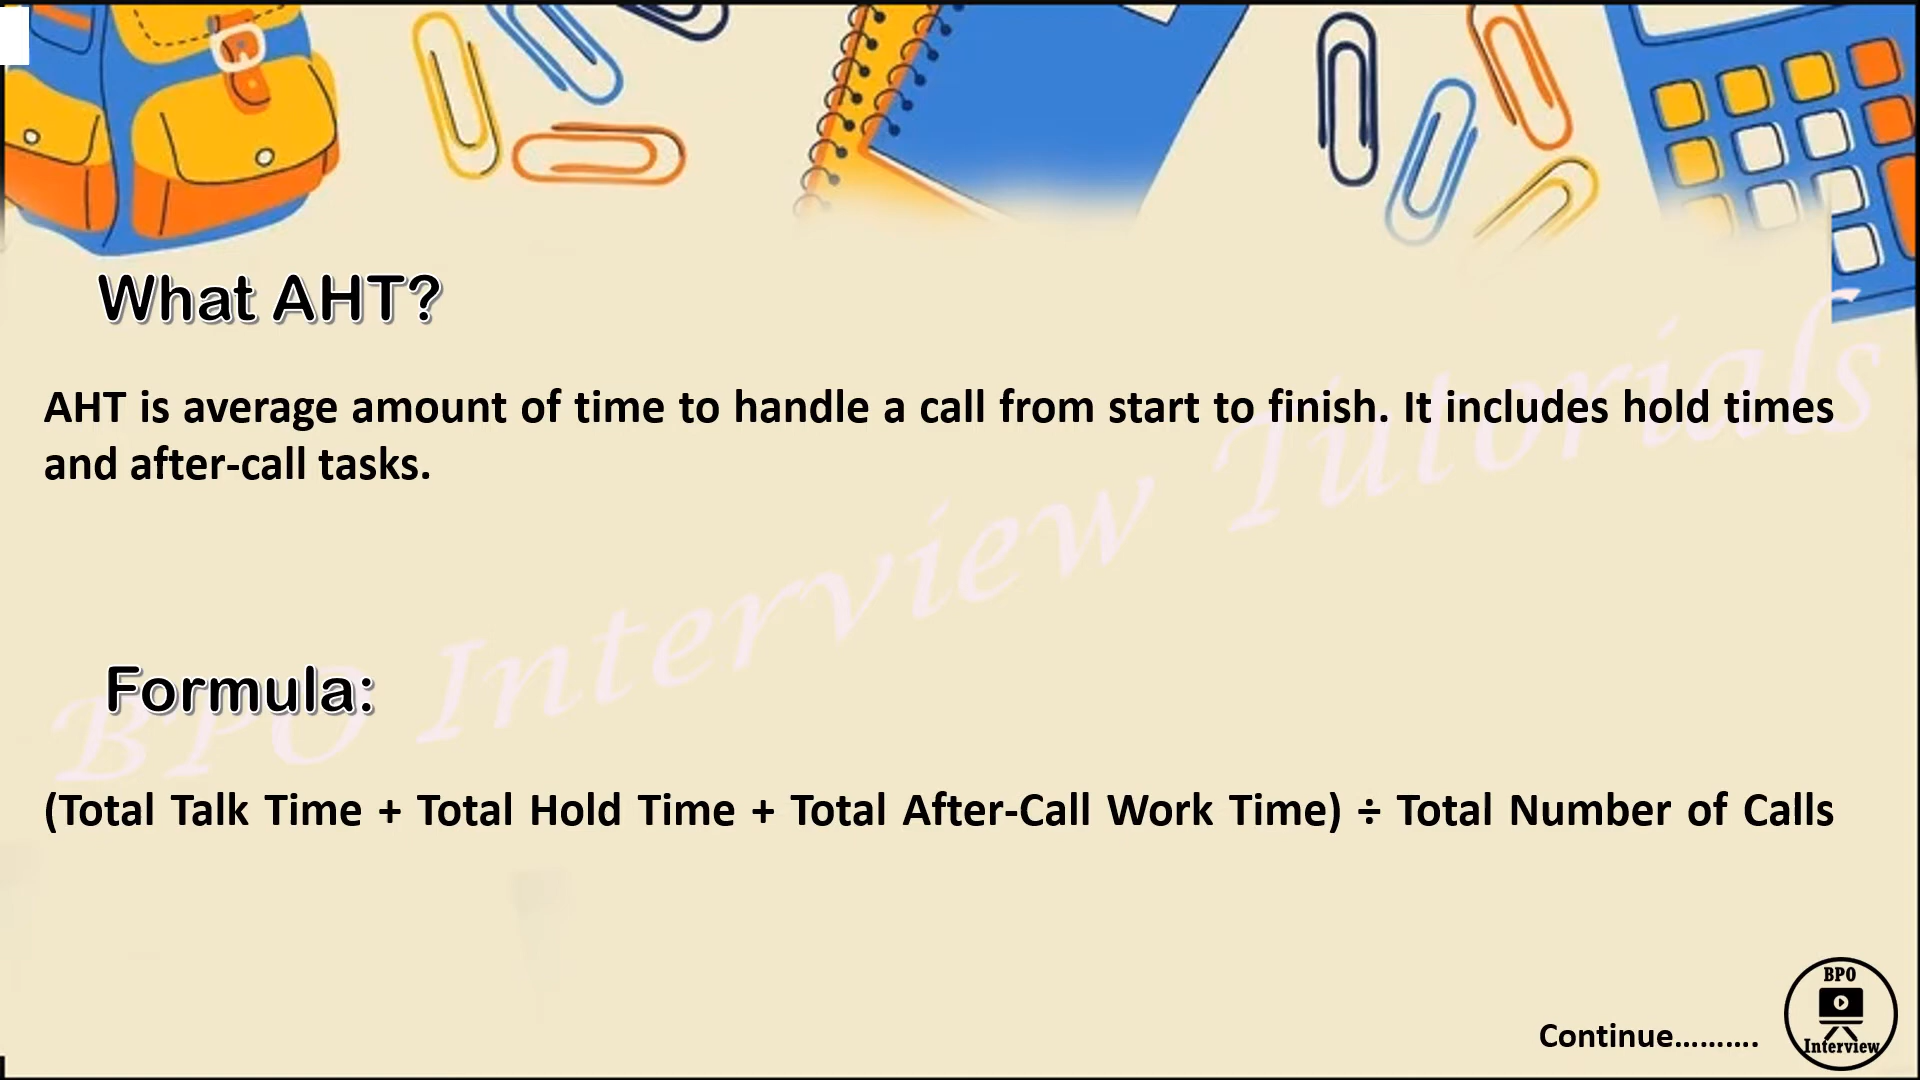 What AHT?
AHT is average amount of time to handle a call from start to finish. It includes hold times
and after-call tasks.
BPO Interview Tutorials
Formula:
(Total Talk Time + Total Hold Time + Total After-Call Work Time) ÷ Total Number of Calls
Continue……….
BPO
Interview